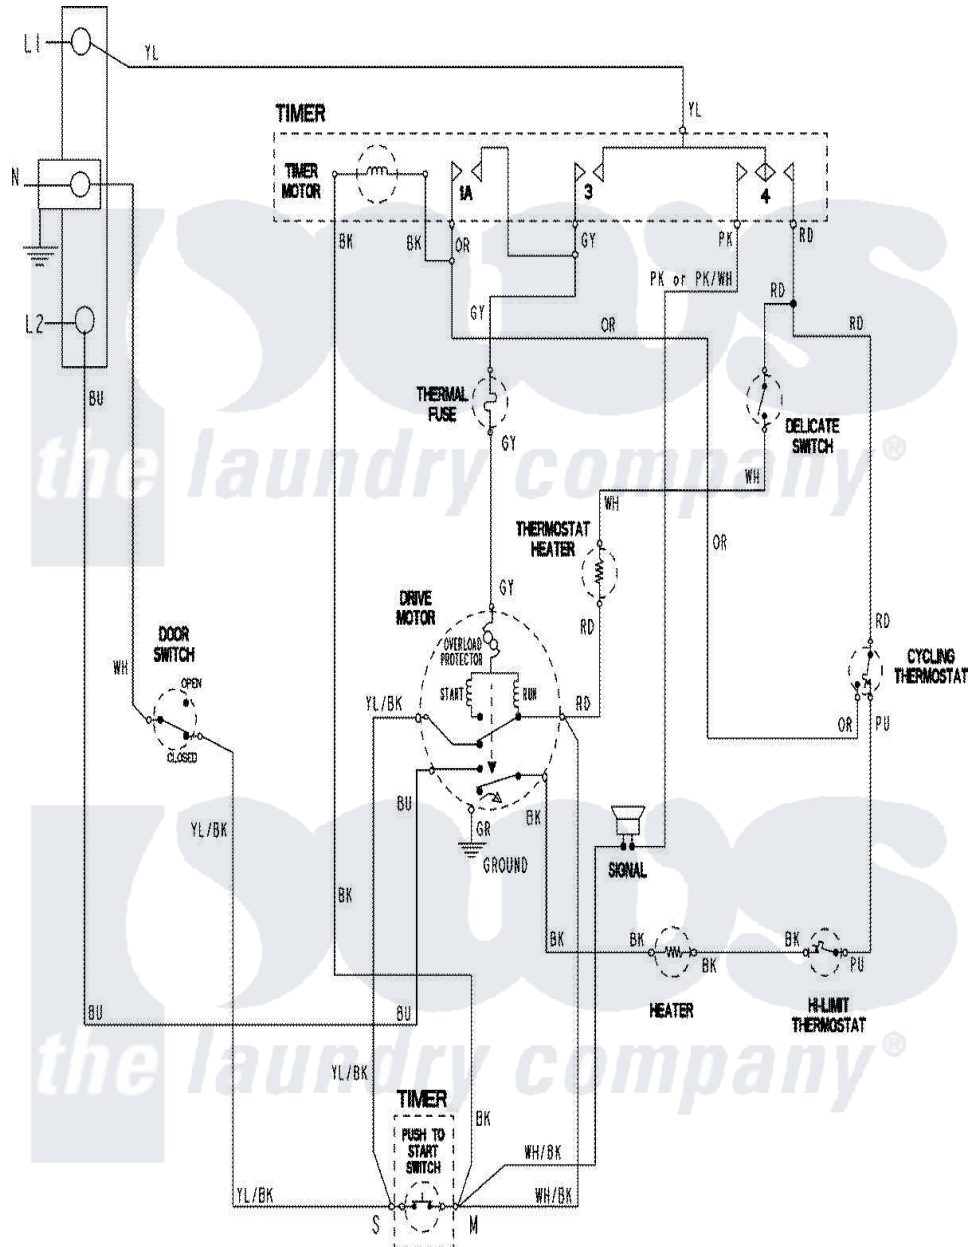 L1
YL
YL
TIMER
TIMER
MOTOR
1A
3
4
N
BK
BK
OR
GY
PK
RD
PK or PK/WH
RD
L2
GY
OR
RD
BU
THERMAL
FUSE
GY
DELICATE
SWITCH
the laundry company®
WH
WH
THERMOSTAT
HEATER
OR
GY
DRIVE
MOTOR
RD
RD
DOOR
SWITCH
OVERLOAD
PROTECTOR
CYCLING
THERMOSTAT
WH
OPEN
START
RUN
YL/BK
RD
OR
PU
CLOSED
BU
BK
YL/BK
GR
GROUND
SIGNAL
BK
BK
BK
BK
BK
PU
HEATER
HI-LIMIT
THERMOSTAT
BU
BU
the laundry company®
YL/BK
TIMER
BK
PUSH TO
START
SWITCH
WH/BK
YL/BK
WH/BK
S
M